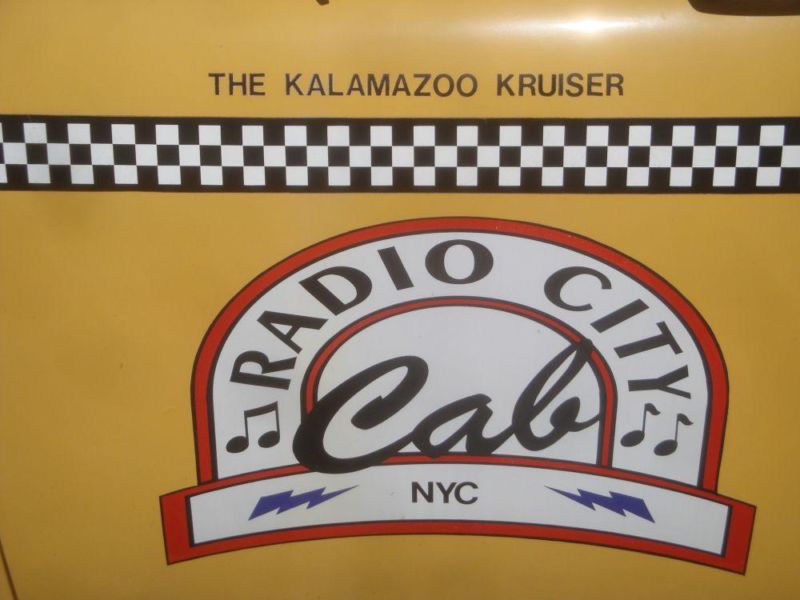 THE KALAMAZOO KRUISER
RADIO CITY
Cab
NYC